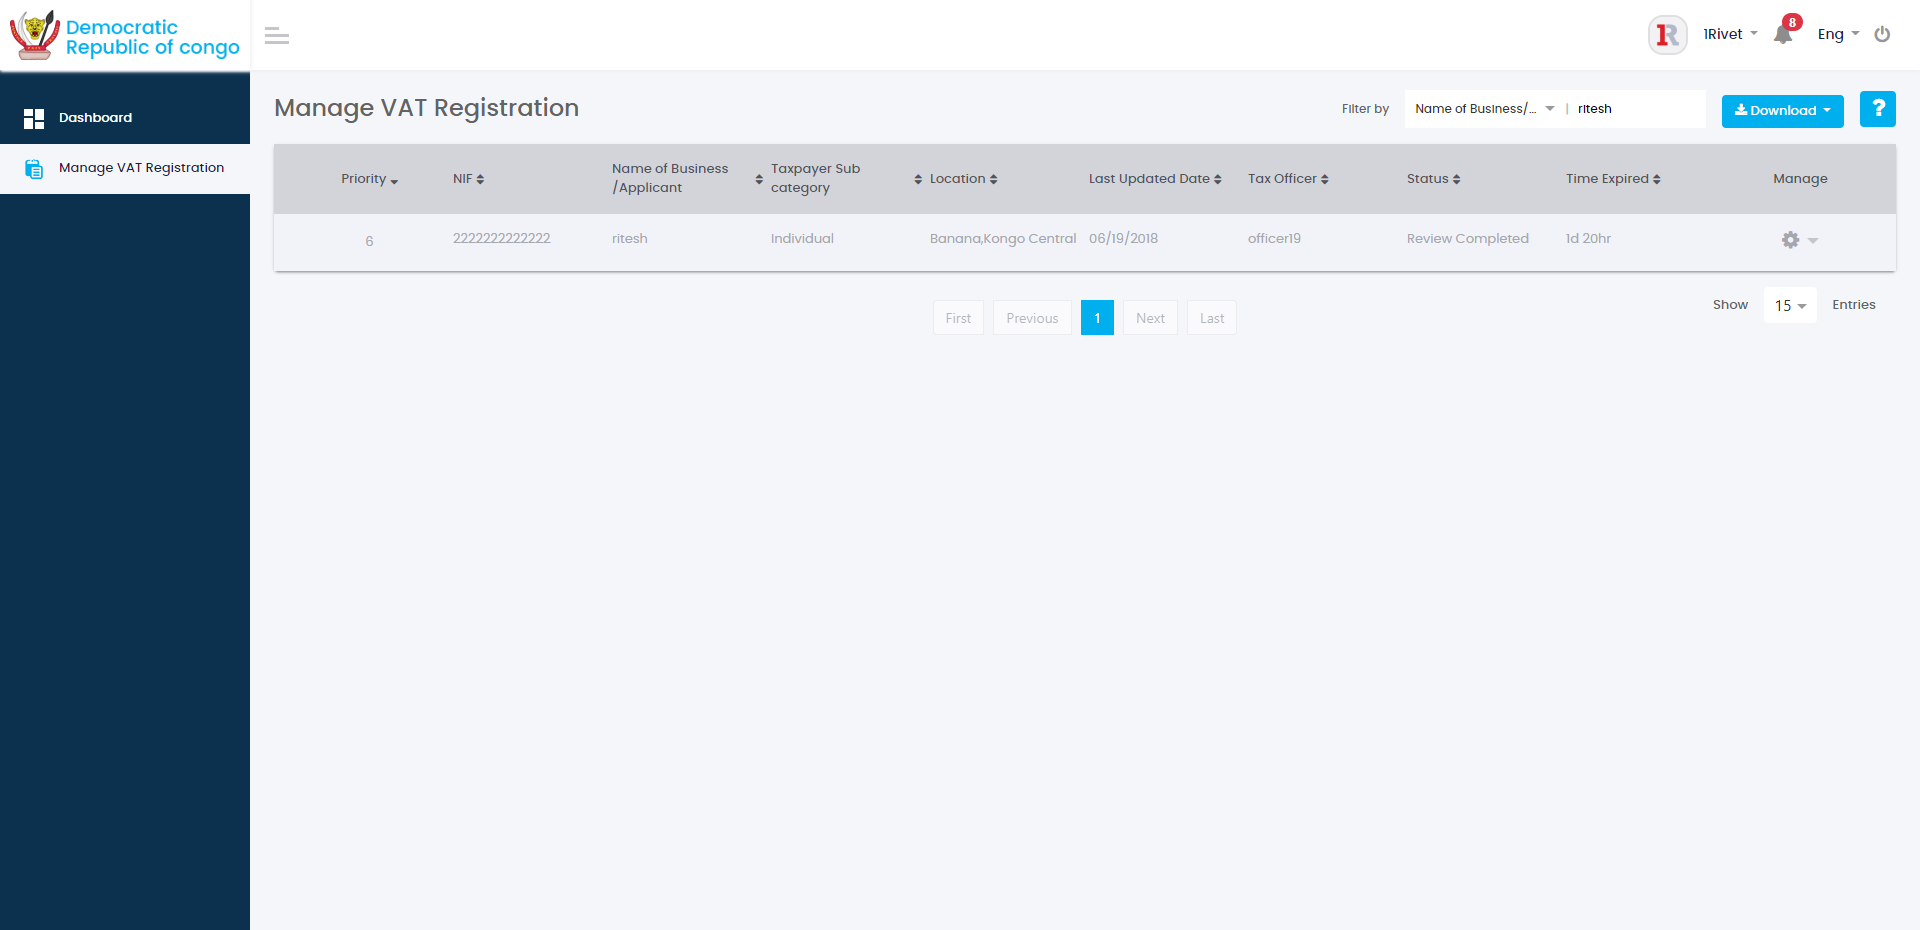 Democratic
Republic of congo
1R
1Rivet
8
Eng
Dashboard
Manage VAT Registration
Manage VAT Registration
Filter by
Name of Business/...
|
ritesh
Download
?
Priority
NIF
Name of Business
/Applicant
Taxpayer Sub
category
Location
Last Updated Date
Tax Officer
Status
Time Expired
Manage
6
2222222222222
ritesh
Individual
Banana,Kongo Central
06/19/2018
officer19
Review Completed
1d 20hr
First
Previous
1
Next
Last
Show
15
Entries